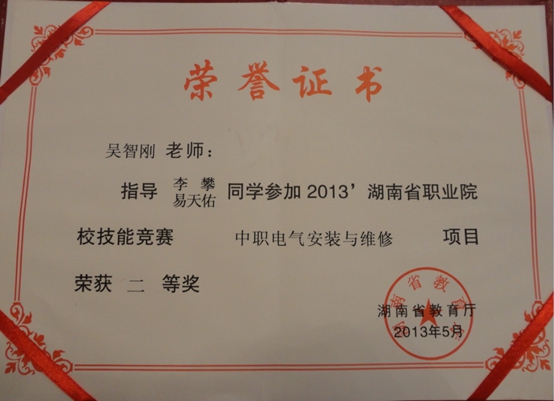 荣誉证书
吴智刚 老师：
指导 李攀 易天佑 同学参加 2013’湖南省职业院
校技能竞赛 中职电气安装与维修 项目
荣获 二 等奖
湖南省教育厅
2013年5月